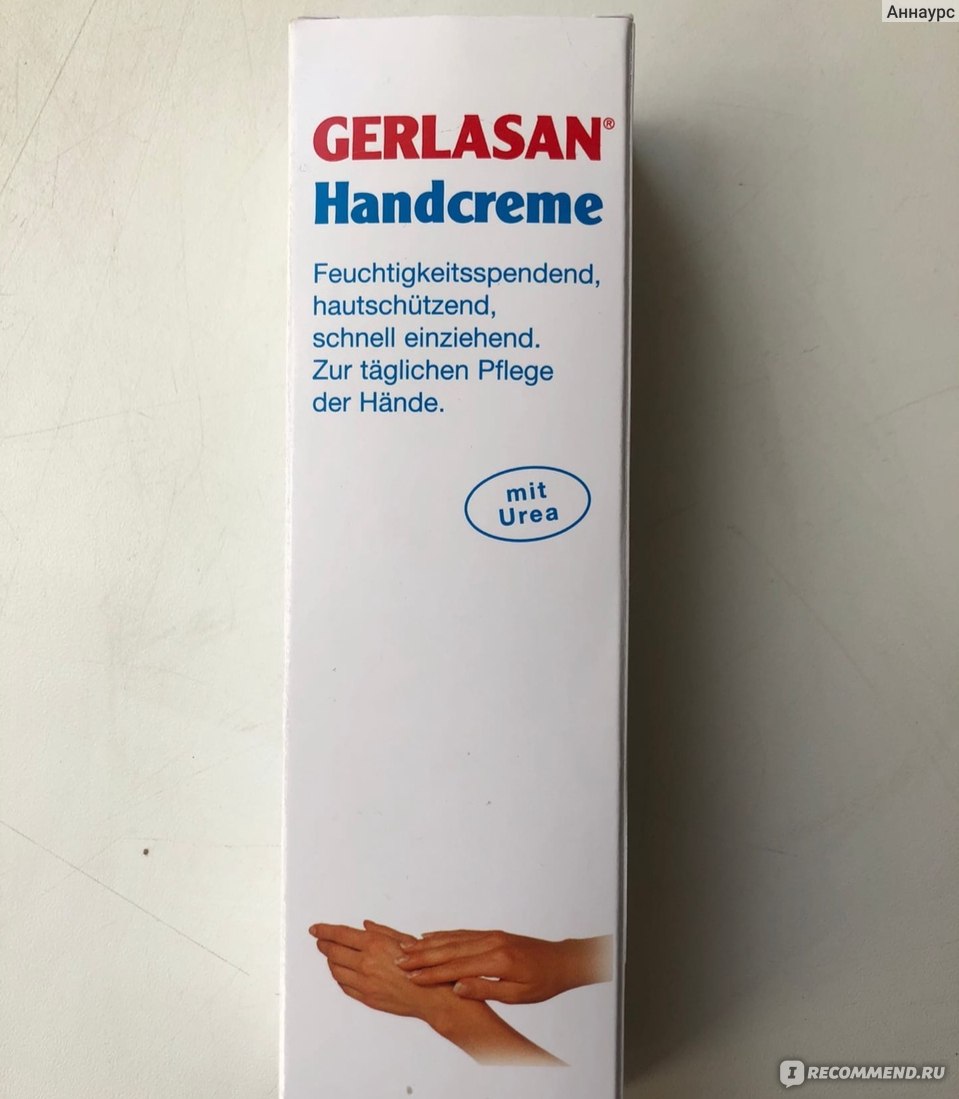 Аннаурс
GERLASAN®
Handcreme
Feuchtigkeitsspendend,
hautschützend,
schnell einziehend.
Zur täglichen Pflege
der Hände.
mit
Urea
I RECOMMEND.RU